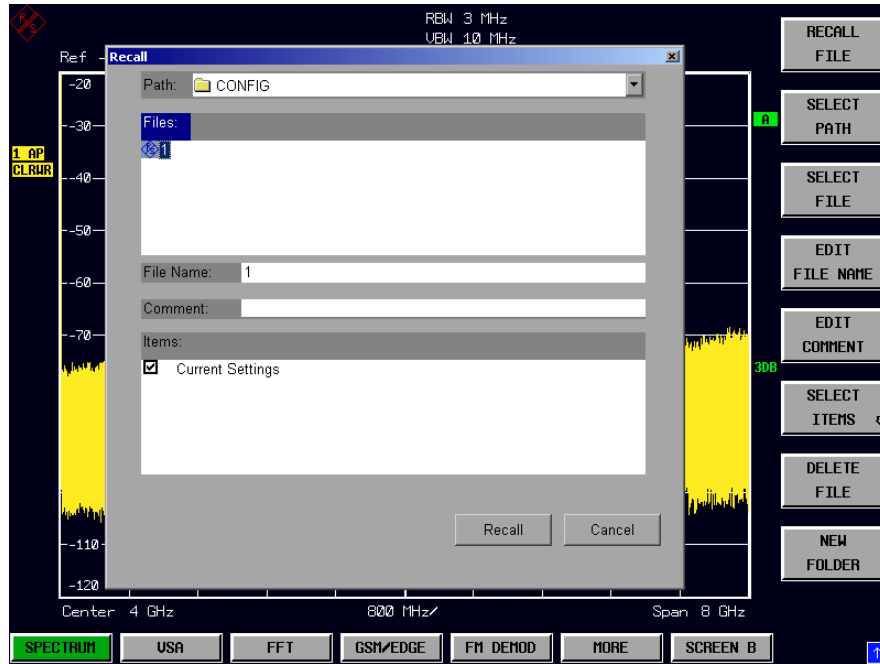 R/S
RBW 3 MHz
VBW 10 MHz
Ref -
Recall
Path: CONFIG
Files:
1
File Name: 1
Comment:
Items:
Current Settings
Recall Cancel
-20
-30
-40
-50
-60
-70
-110
-120
1 AP
CLRWR
A
3DB
Center 4 GHz 800 MHz/ Span 8 GHz
SPECTRUM VSA FFT GSM/EDGE FM DEMOD MORE SCREEN B
RECALL
FILE
SELECT
PATH
SELECT
FILE
EDIT
FILE NAME
EDIT
COMMENT
SELECT
ITEMS
DELETE
FILE
NEW
FOLDER